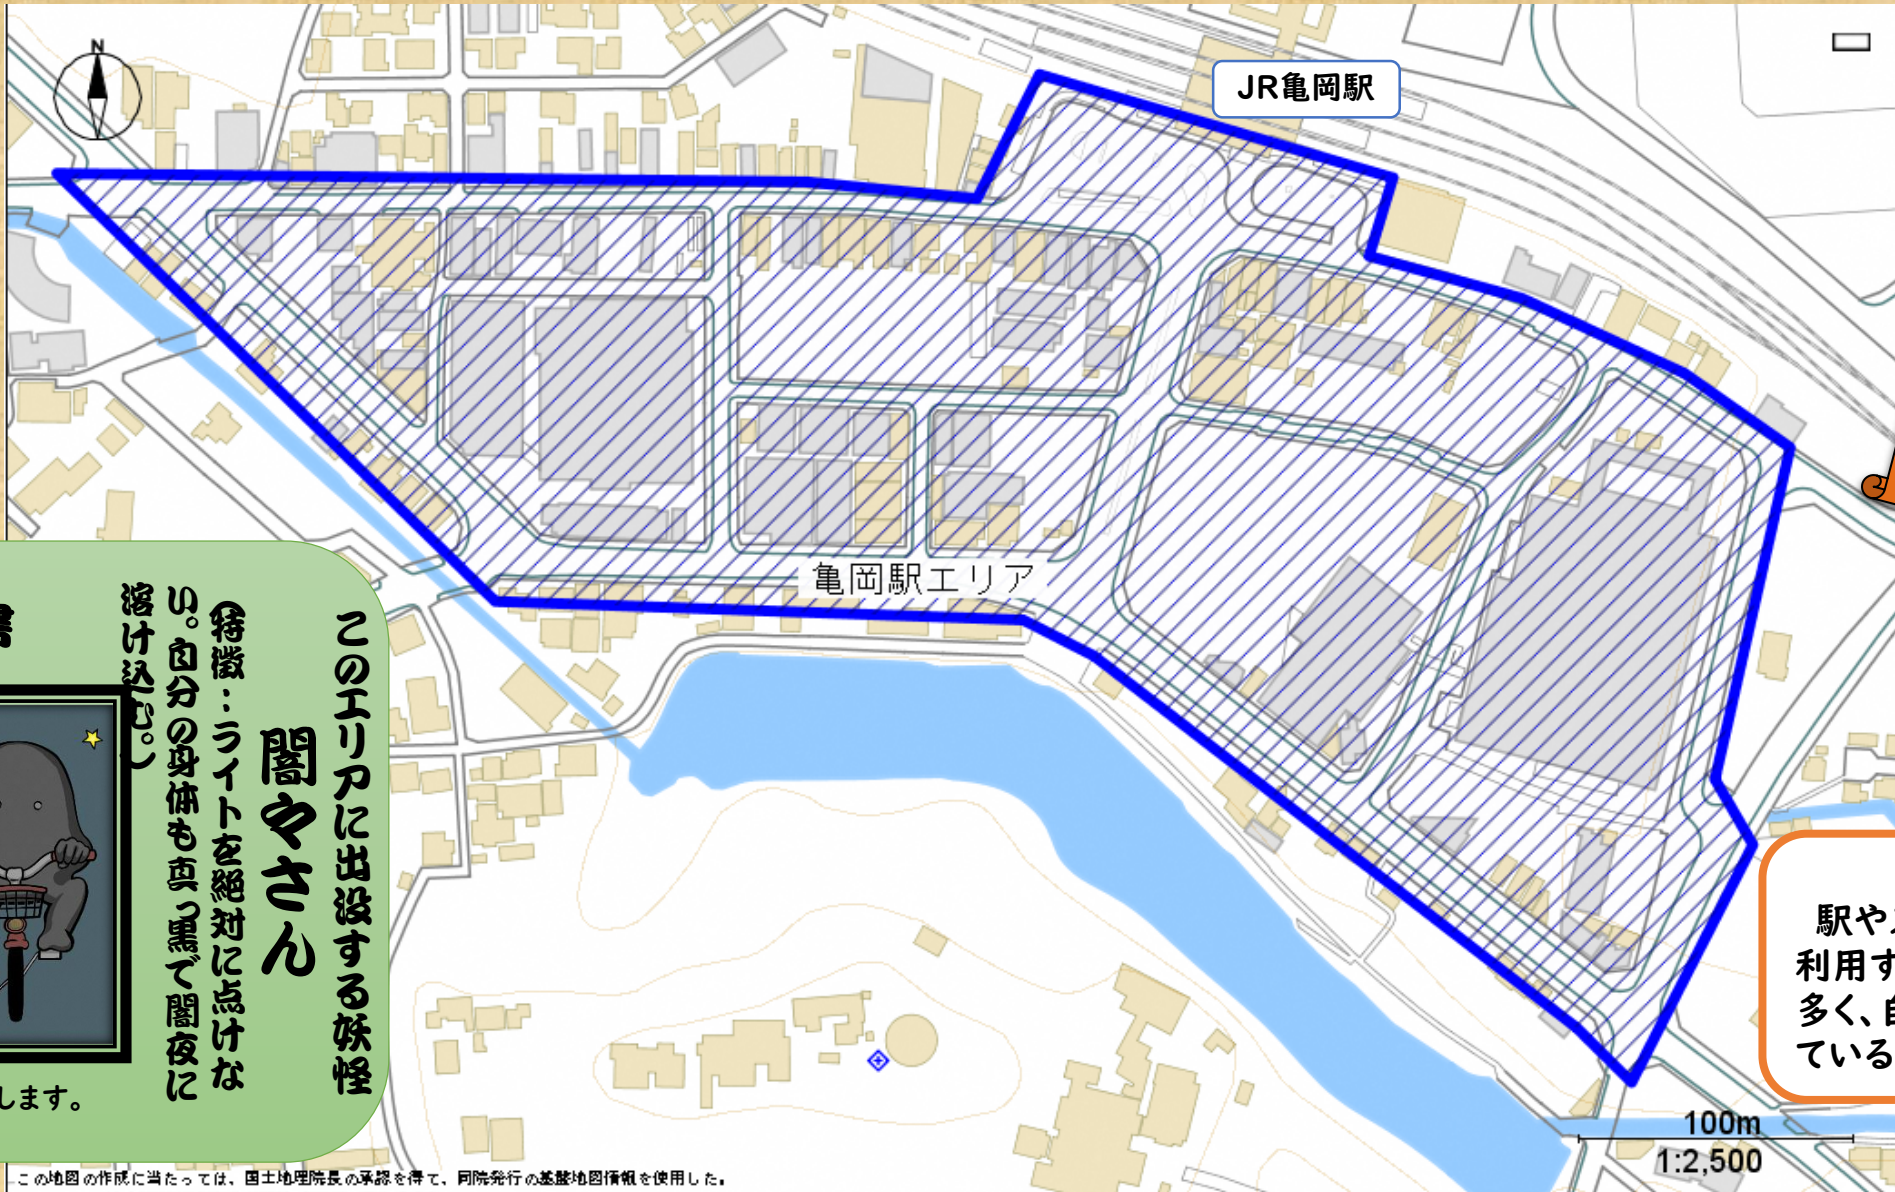 N
JR亀岡駅
亀岡駅エリア
このエリアに出没する妖怪
闇夜さん
(特徴:ライトを絶対に点けな
い。自分の身体も真っ黒で闇夜に
溶け込む。)
書
します。
駅や
利用す
多く、自
ている
100m
1:2,500
この地図の作成に当たっては、国土地理院長の承認を得て、同院発行の基盤地図情報を使用した。